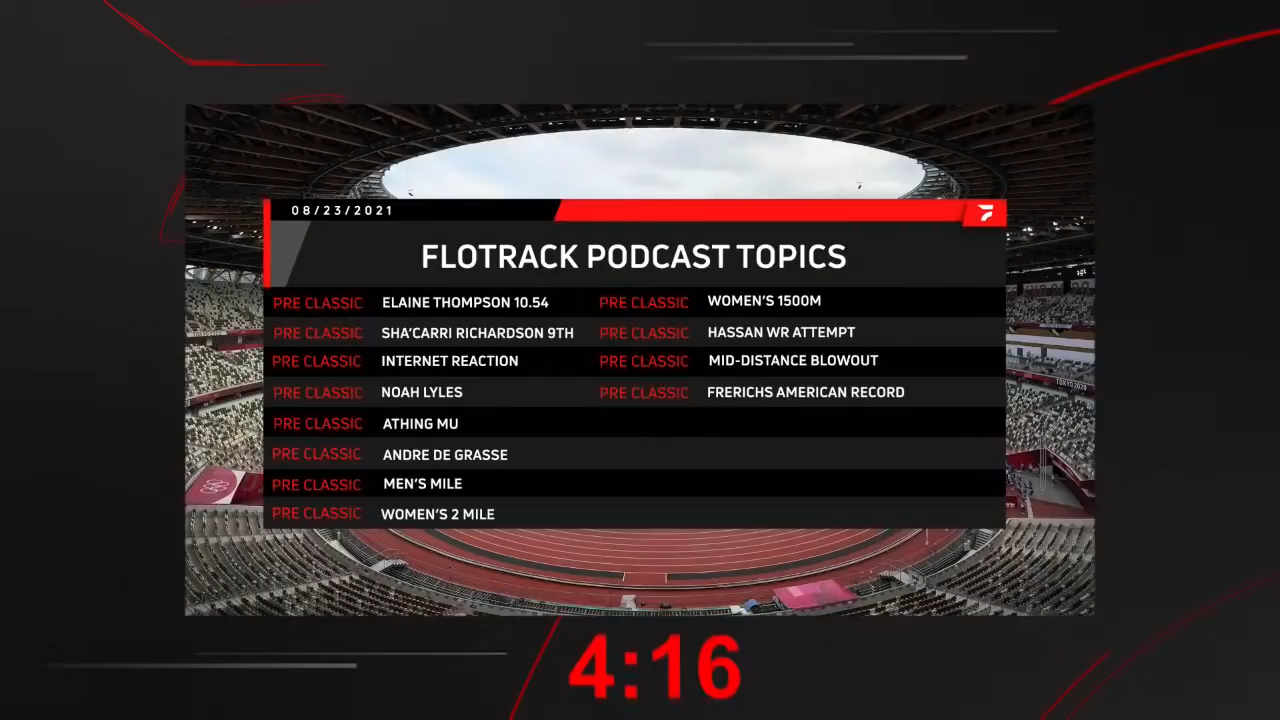 08/23/2021
FLOTRACK PODCAST TOPICS
PRE CLASSIC ELAINE THOMPSON 10.54
PRE CLASSIC SHA'CARRI RICHARDSON 9TH
PRE CLASSIC INTERNET REACTION
PRE CLASSIC NOAH LYLES
PRE CLASSIC ATHING MU
PRE CLASSIC ANDRE DE GRASSE
PRE CLASSIC MEN'S MILE
PRE CLASSIC WOMEN'S 2 MILE
PRE CLASSIC WOMEN'S 1500M
PRE CLASSIC HASSAN WR ATTEMPT
PRE CLASSIC MID-DISTANCE BLOWOUT
PRE CLASSIC FRERICHS AMERICAN RECORD
TOKYO 2020
4:16